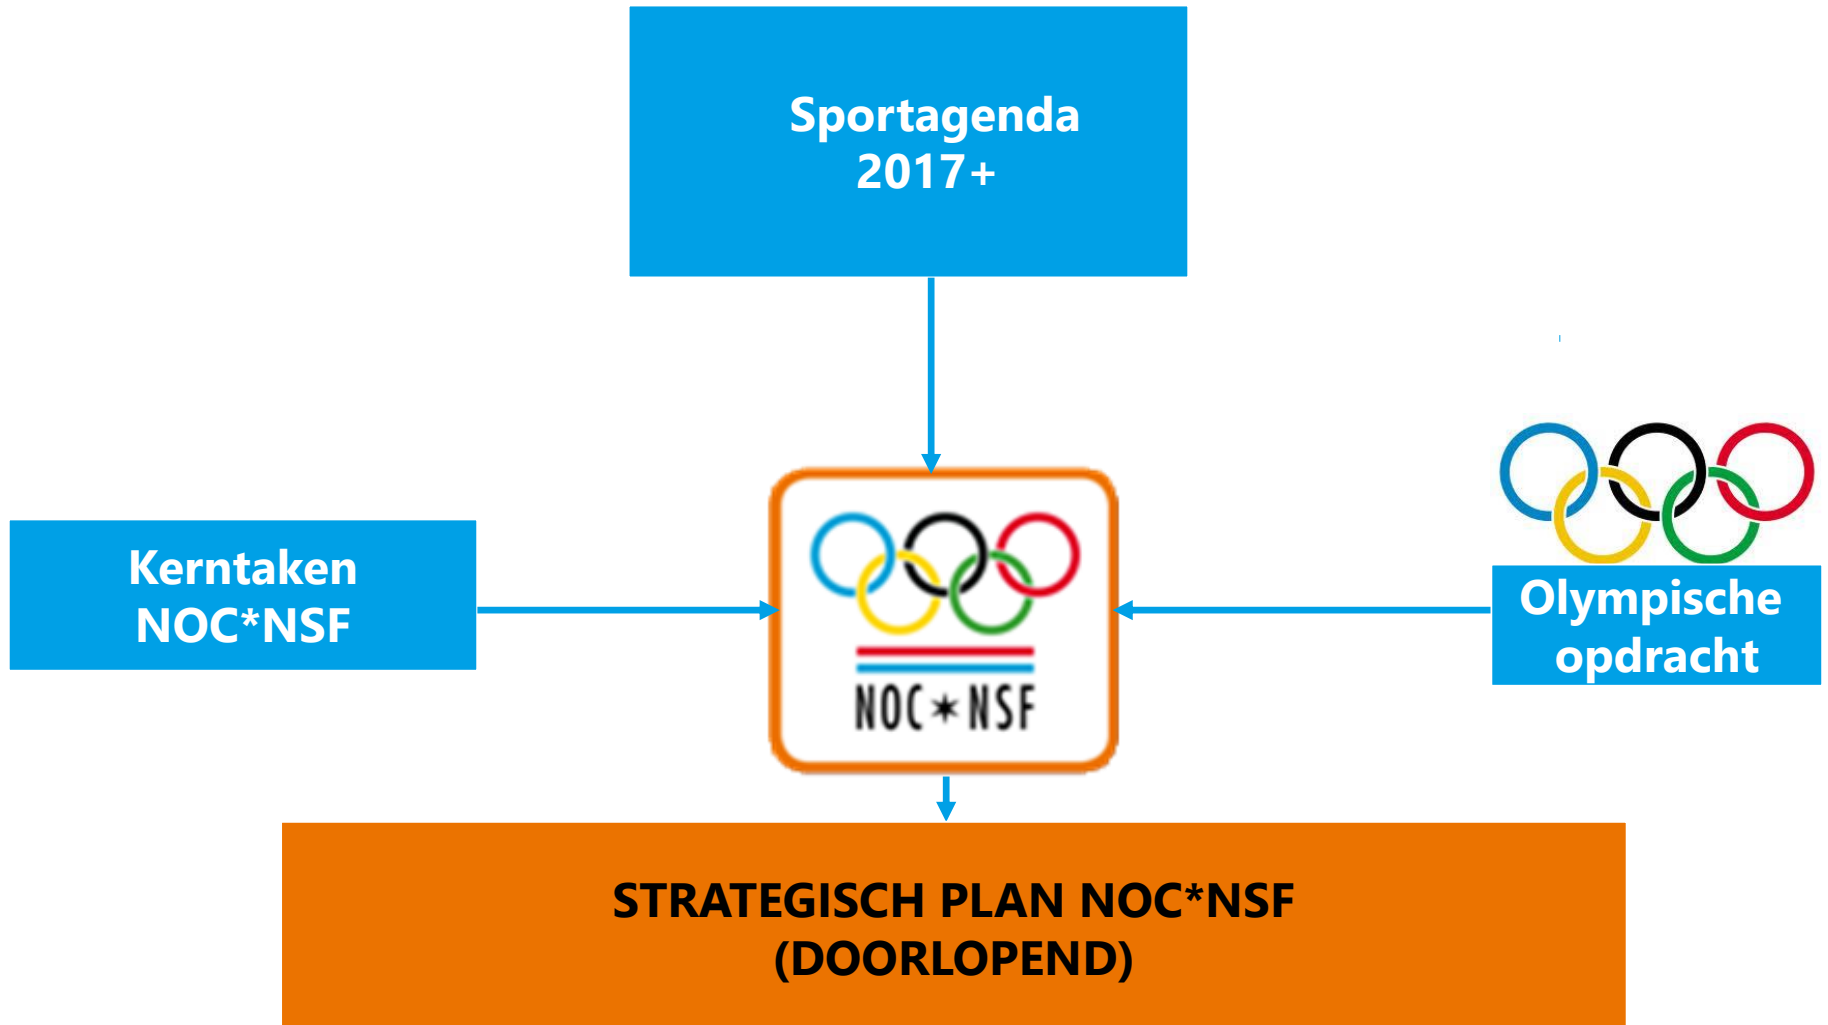 Sportagenda
2017+
Kerntaken
NOC*NSF
NOC*NSF
Olympische
opdracht
STRATEGISCH PLAN NOC*NSF
(DOORLOPEND)